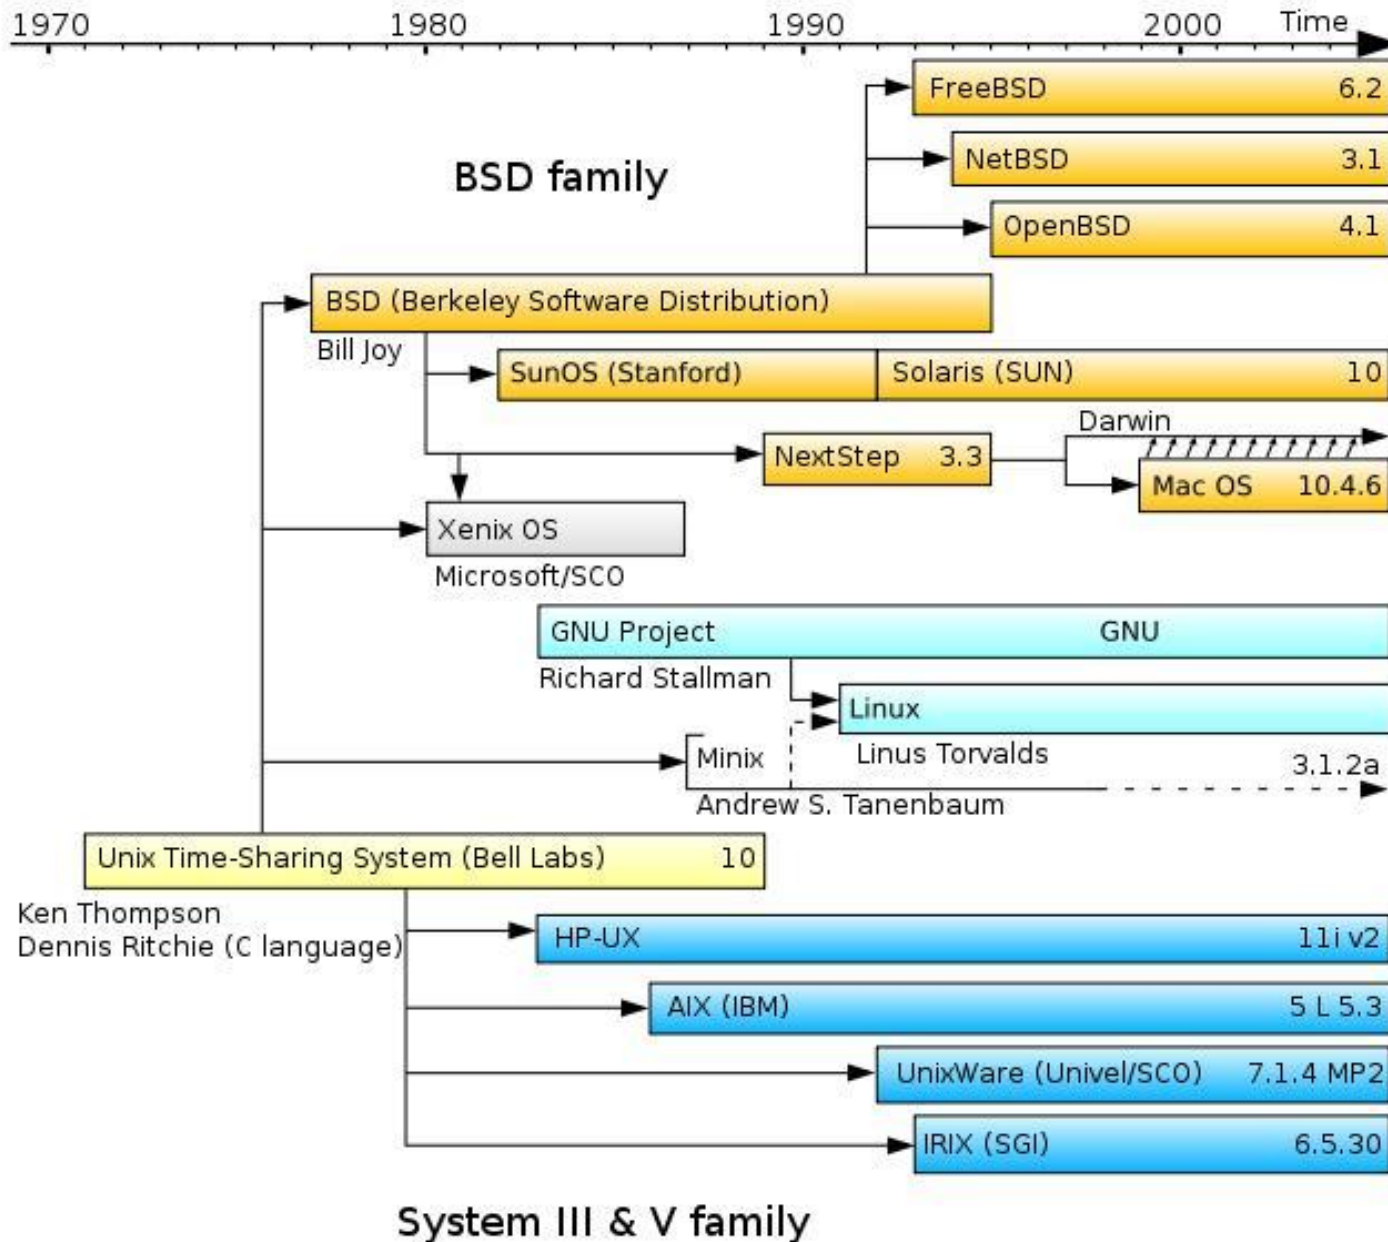 1970 1980 1990 2000 Time
FreeBSD 6.2
NetBSD 3.1
BSD family
OpenBSD 4.1
BSD (Berkeley Software Distribution)
Bill Joy
SunOS (Stanford) Solaris (SUN) 10
Darwin
NextStep 3.3
Mac OS 10.4.6
Xenix OS
Microsoft/SCO
GNU Project GNU
Richard Stallman
Linux
Linus Torvalds
Minix 3.1.2a
Andrew S. Tanenbaum
Unix Time-Sharing System (Bell Labs) 10
Ken Thompson
Dennis Ritchie (C language)
HP-UX 11i v2
AIX (IBM) 5 L 5.3
UnixWare (Univel/SCO) 7.1.4 MP2
IRIX (SGI) 6.5.30
System III & V family